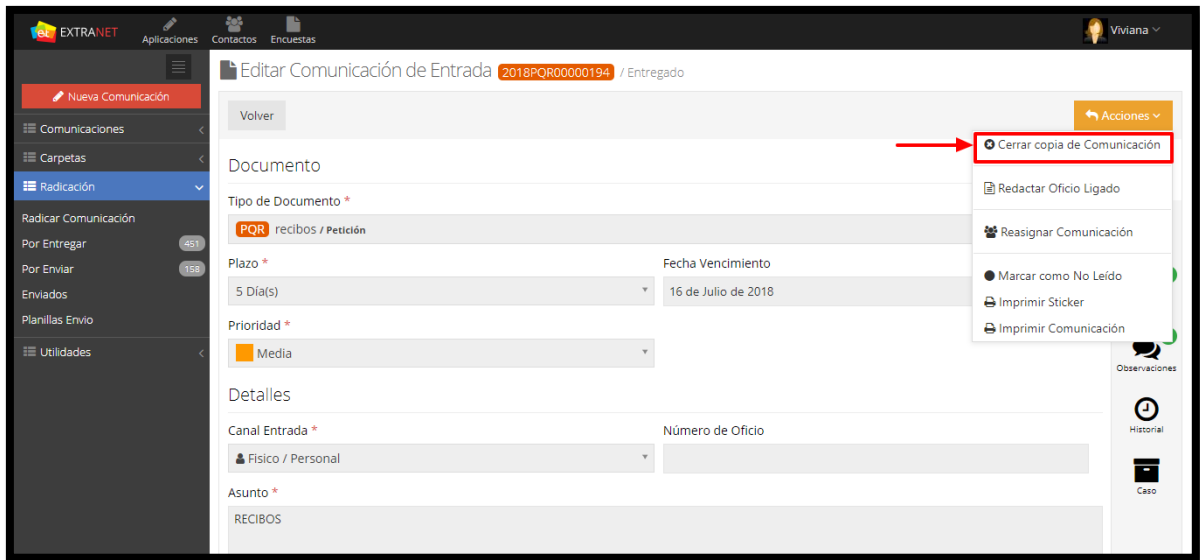 EXTRANET
Aplicaciones Contactos Encuestas
Viviana
Nueva Comunicación
Comunicaciones
Carpetas
Radicación
Radicar Comunicación
Por Entregar 451
Por Enviar 158
Enviados
Planillas Envio
Utilidades
Editar Comunicación de Entrada 2018PQR00000194 / Entregado
Volver
Acciones
Cerrar copia de Comunicación
Redactar Oficio Ligado
Reasignar Comunicación
Marcar como No Leído
Imprimir Sticker
Imprimir Comunicación
Documento
Tipo de Documento *
PQR recibos / Petición
Plazo * Fecha Vencimiento
5 Día(s) 16 de Julio de 2018
Prioridad *
Media
Detalles
Canal Entrada * Número de Oficio
Fisico / Personal
Asunto *
RECIBOS
Observaciones
Historial
Caso